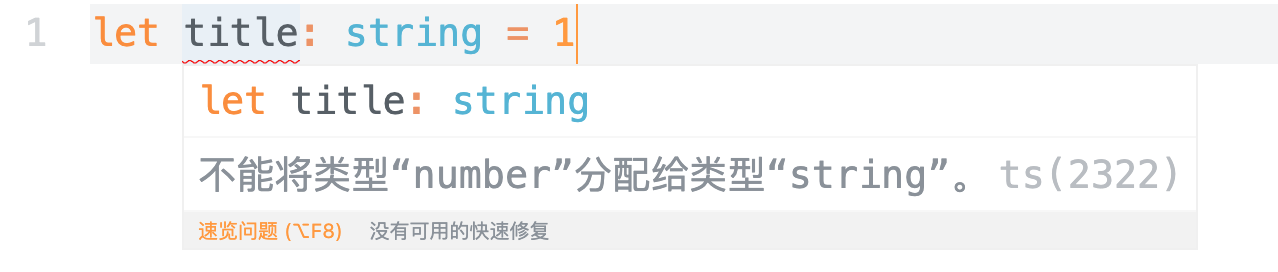 1 let title: string = 1
let title: string
不能将类型“number”分配给类型“string”。 ts(2322)
速览问题 (⌥F8) 没有可用的快速修复